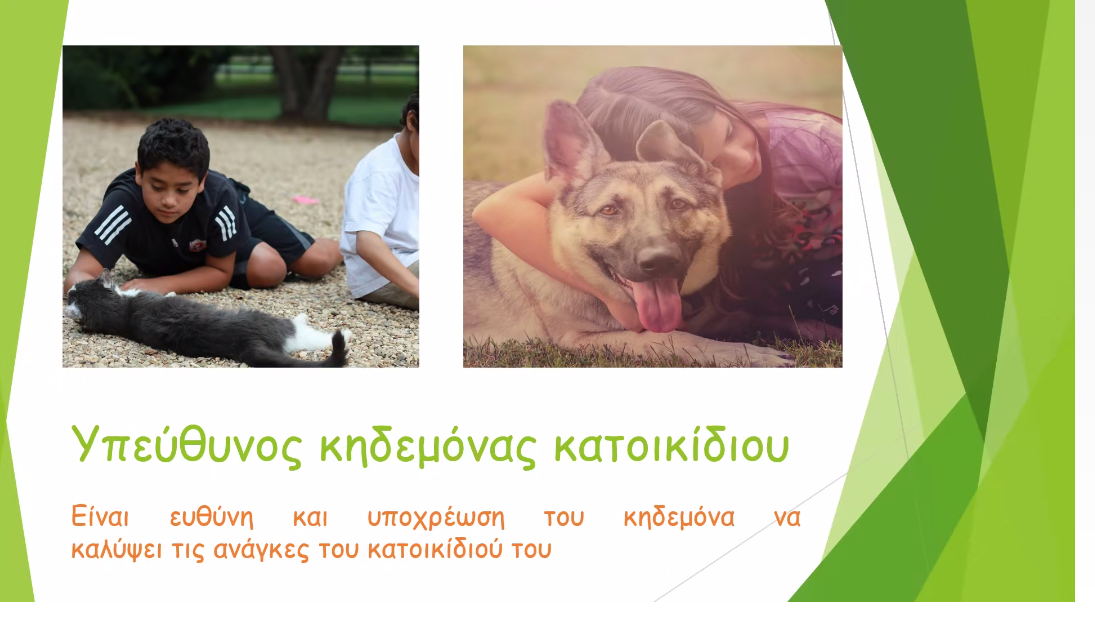 Υπεύθυνος κηδεμόνας κατοικίδιου
Είναι ευθύνη και υποχρέωση του κηδεμόνα να
καλύψει τις ανάγκες του κατοικίδιού του